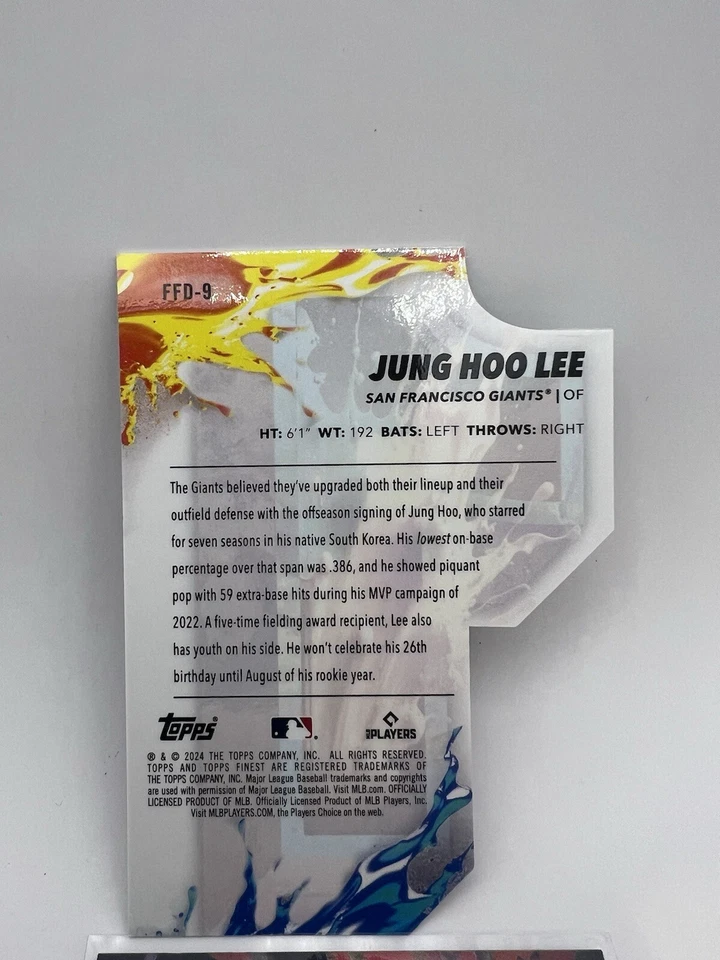 FFD-9
JUNG HOO LEE
SAN FRANCISCO GIANTS® | OF
HT: 6'1" WT: 192 BATS: LEFT THROWS: RIGHT
The Giants believed they've upgraded both their lineup and their
outfield defense with the offseason signing of Jung Hoo, who starred
for seven seasons in his native South Korea. His lowest on-base
percentage over that span was .386, and he showed piquant
pop with 59 extra-base hits during his MVP campaign of
2022. A five-time fielding award recipient, Lee also
has youth on his side. He won't celebrate his 26th
birthday until August of his rookie year.
topps® MLBPLAYERS
® & © 2024 THE TOPPS COMPANY, INC. ALL RIGHTS RESERVED.
TOPPS AND TOPPS FINEST ARE REGISTERED TRADEMARKS OF
THE TOPPS COMPANY, INC. Major League Baseball trademarks and copyrights
are used with permission of Major League Baseball. Visit MLB.com. OFFICIALLY
LICENSED PRODUCT OF MLB. Officially Licensed Product of MLB Players, Inc.
Visit MLBPLAYERS.COM, the Players Choice on the web.